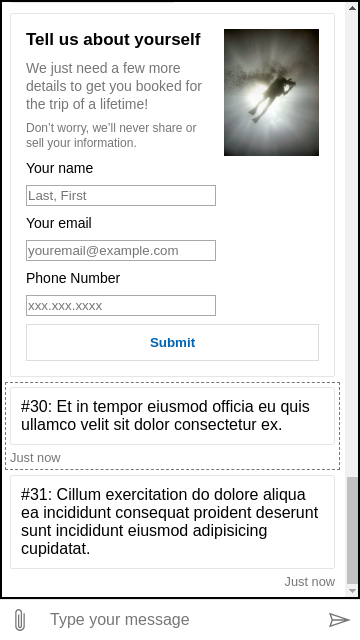 Tell us about yourself
We just need a few more
details to get you booked for
the trip of a lifetime!
Don't worry, we'll never share or
sell your information.
Your name
Last, First
Your email
youremail@example.com
Phone Number
xxx.xxx.xxxx
Submit
#30: Et in tempor eiusmod officia eu quis
ullamco velit sit dolor consectetur ex.
Just now
#31: Cillum exercitation do dolore aliqua
ea incididunt consequat proident deserunt
sunt incididunt eiusmod adipisicing
cupidatat.
Just now
Type your message